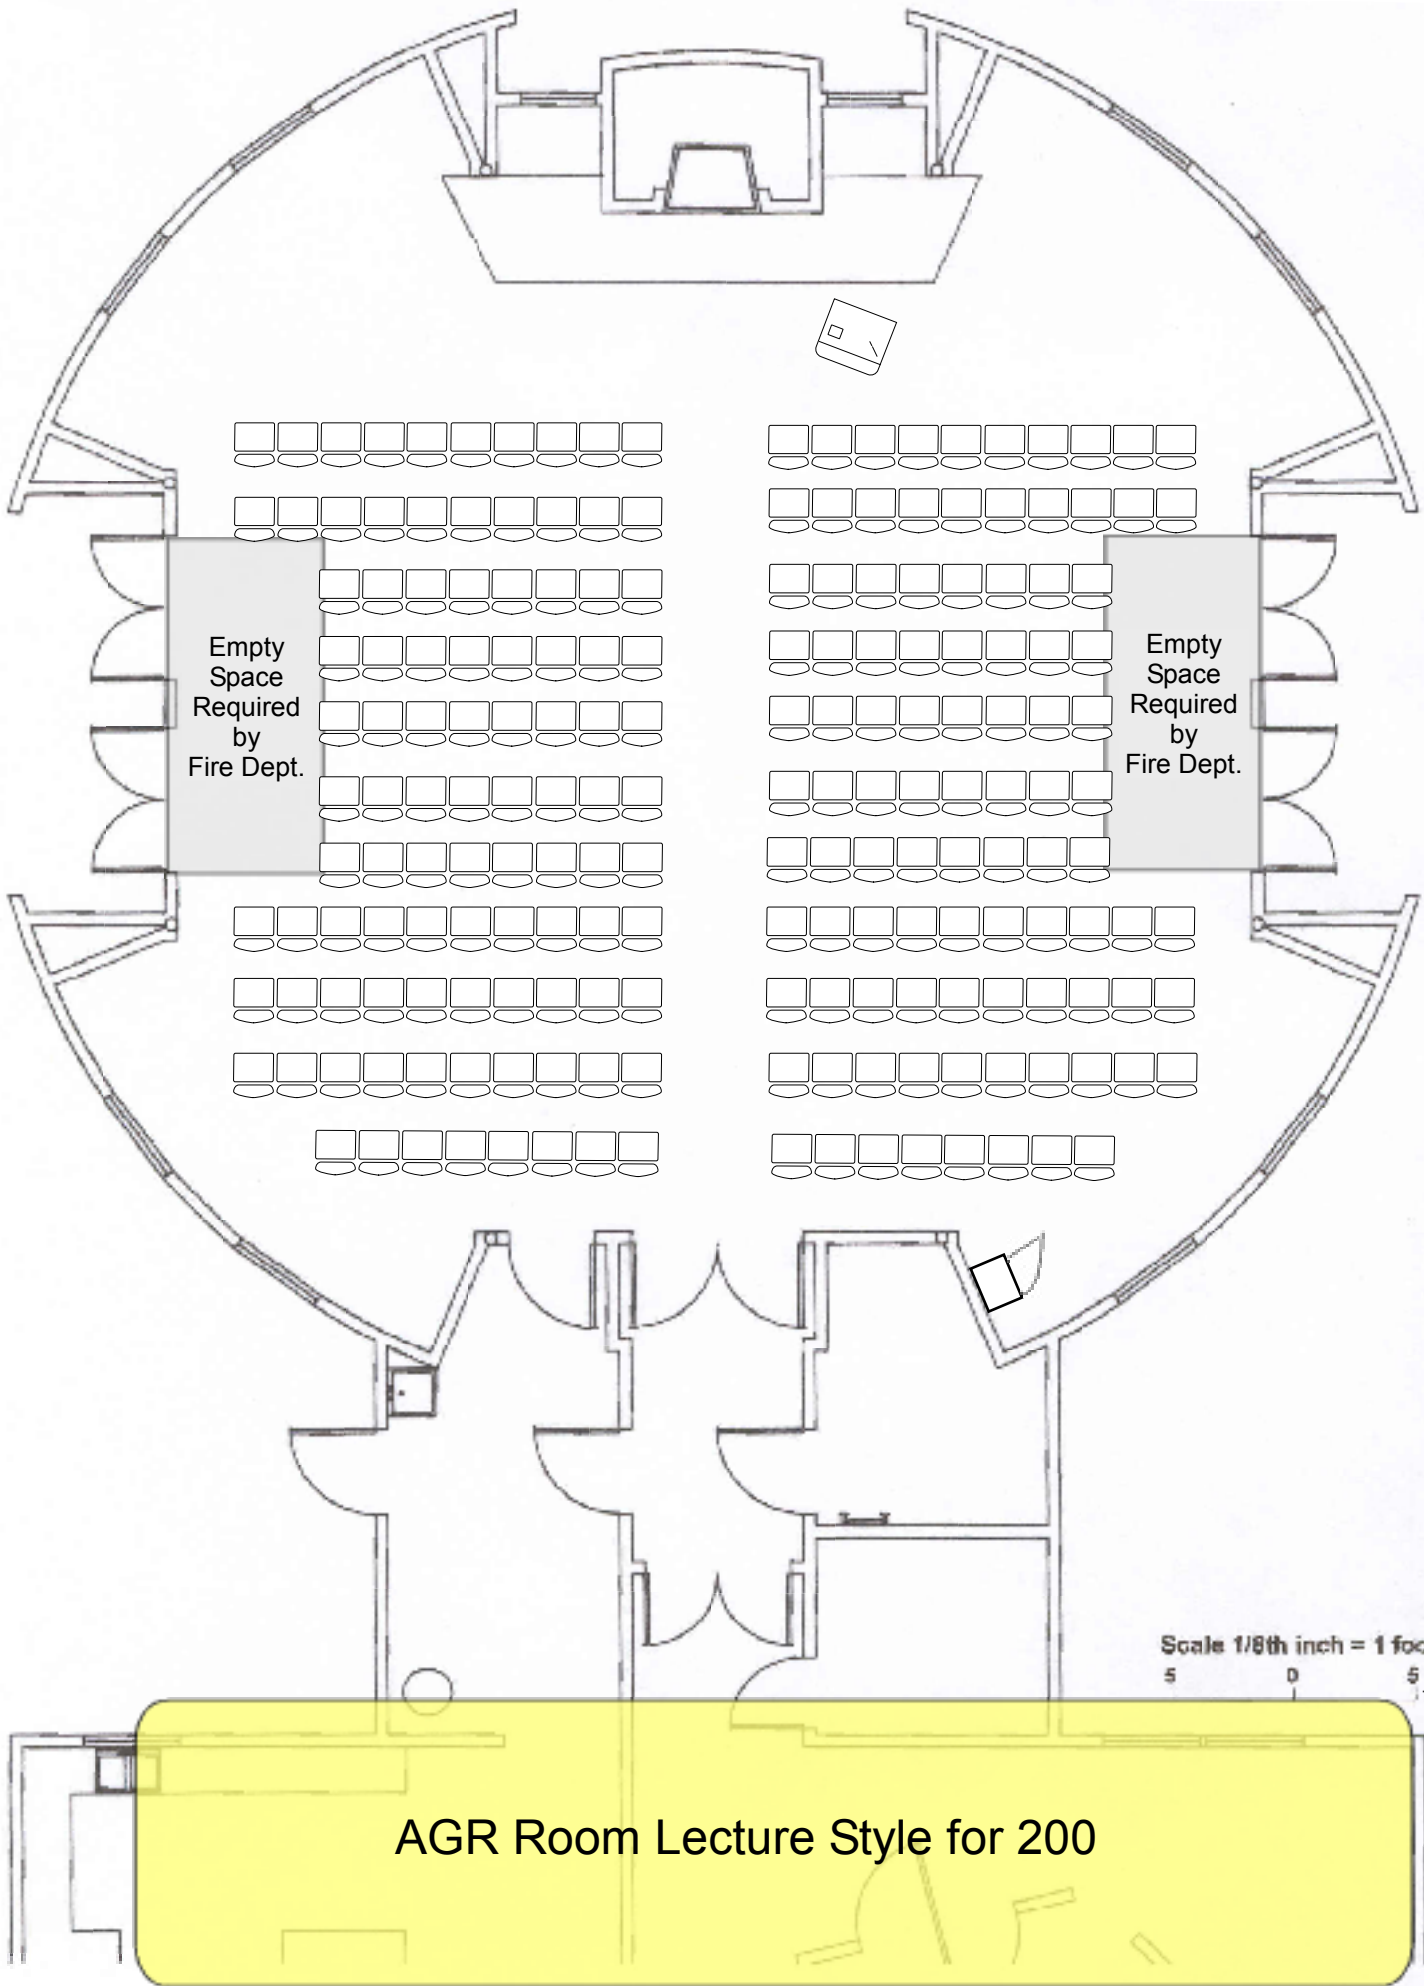 Empty
Space
Required
by
Fire Dept.
Empty
Space
Required
by
Fire Dept.
Scale 1/8th inch = 1 foo
5 0 5
AGR Room Lecture Style for 200